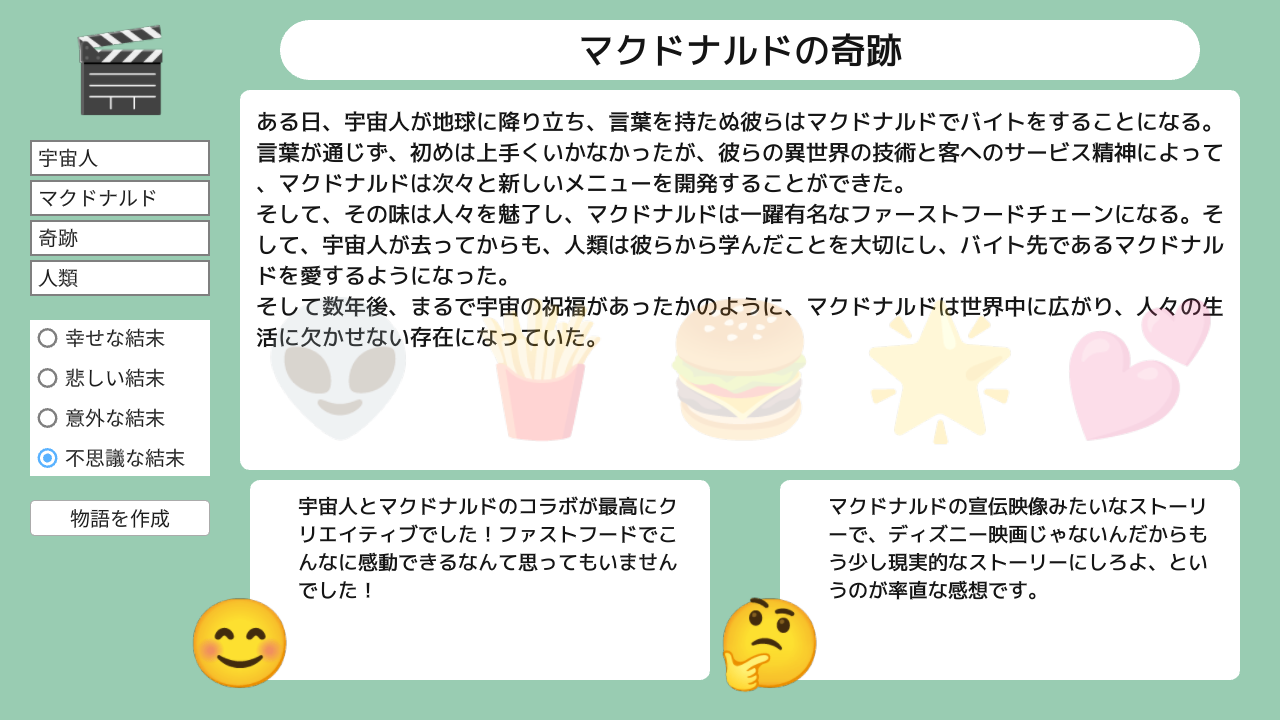 マクドナルドの奇跡
宇宙人
マクドナルド
奇跡
人類
幸せな結末
悲しい結末
意外な結末
不思議な結末
物語を作成
ある日、宇宙人が地球に降り立ち、言葉を持たぬ彼らはマクドナルドでバイトをすることになる。
言葉が通じず、初めは上手くいかなかったが、彼らの異世界の技術と客へのサービス精神によって
、マクドナルドは次々と新しいメニューを開発することができた。
そして、その味は人々を魅了し、マクドナルドは一躍有名なファーストフードチェーンになる。そ
して、宇宙人が去ってからも、人類は彼らから学んだことを大切にし、バイト先であるマクドナル
ドを愛するようになった。
そして数年後、まるで宇宙の祝福があったかのように、マクドナルドは世界中に広がり、人々の生
活に欠かせない存在になっていた。
宇宙人とマクドナルドのコラボが最高にク
リエイティブでした！ファストフードでこ
んなに感動できるなんて思ってもいません
でした！
マクドナルドの宣伝映像みたいなストーリ
ーで、ディズニー映画じゃないんだからも
う少し現実的なストーリーにしろよ、とい
うのが率直な感想です。